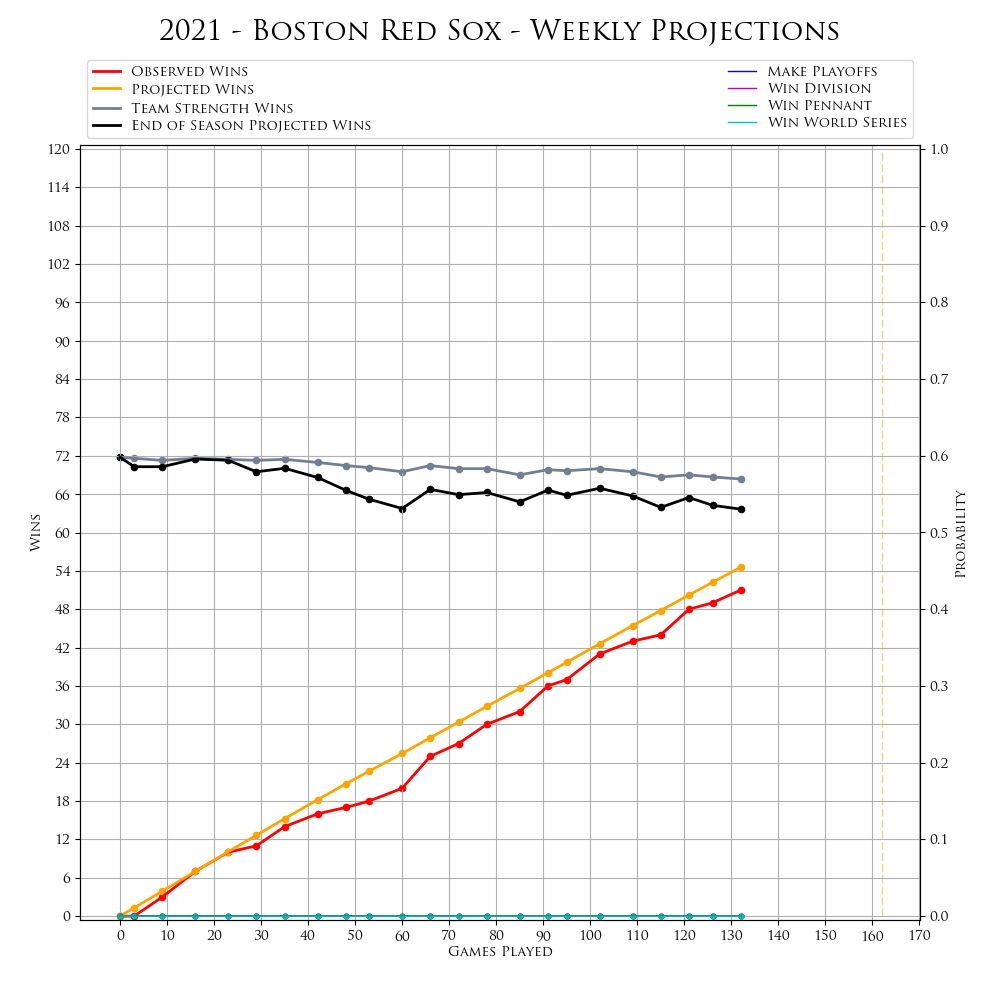 2021 - Boston Red Sox - Weekly Projections
Observed Wins
Projected Wins
Team Strength Wins
End of Season Projected Wins
Make Playoffs
Win Division
Win Pennant
Win World Series
120
114
108
102
96
90
84
78
72
66
60
54
48
42
36
30
24
18
12
6
0
Wins
1.0
0.9
0.8
0.7
0.6
0.5
0.4
0.3
0.2
0.1
0.0
Probability
0 10 20 30 40 50 60 70 80 90 100 110 120 130 140 150 160 170
Games Played